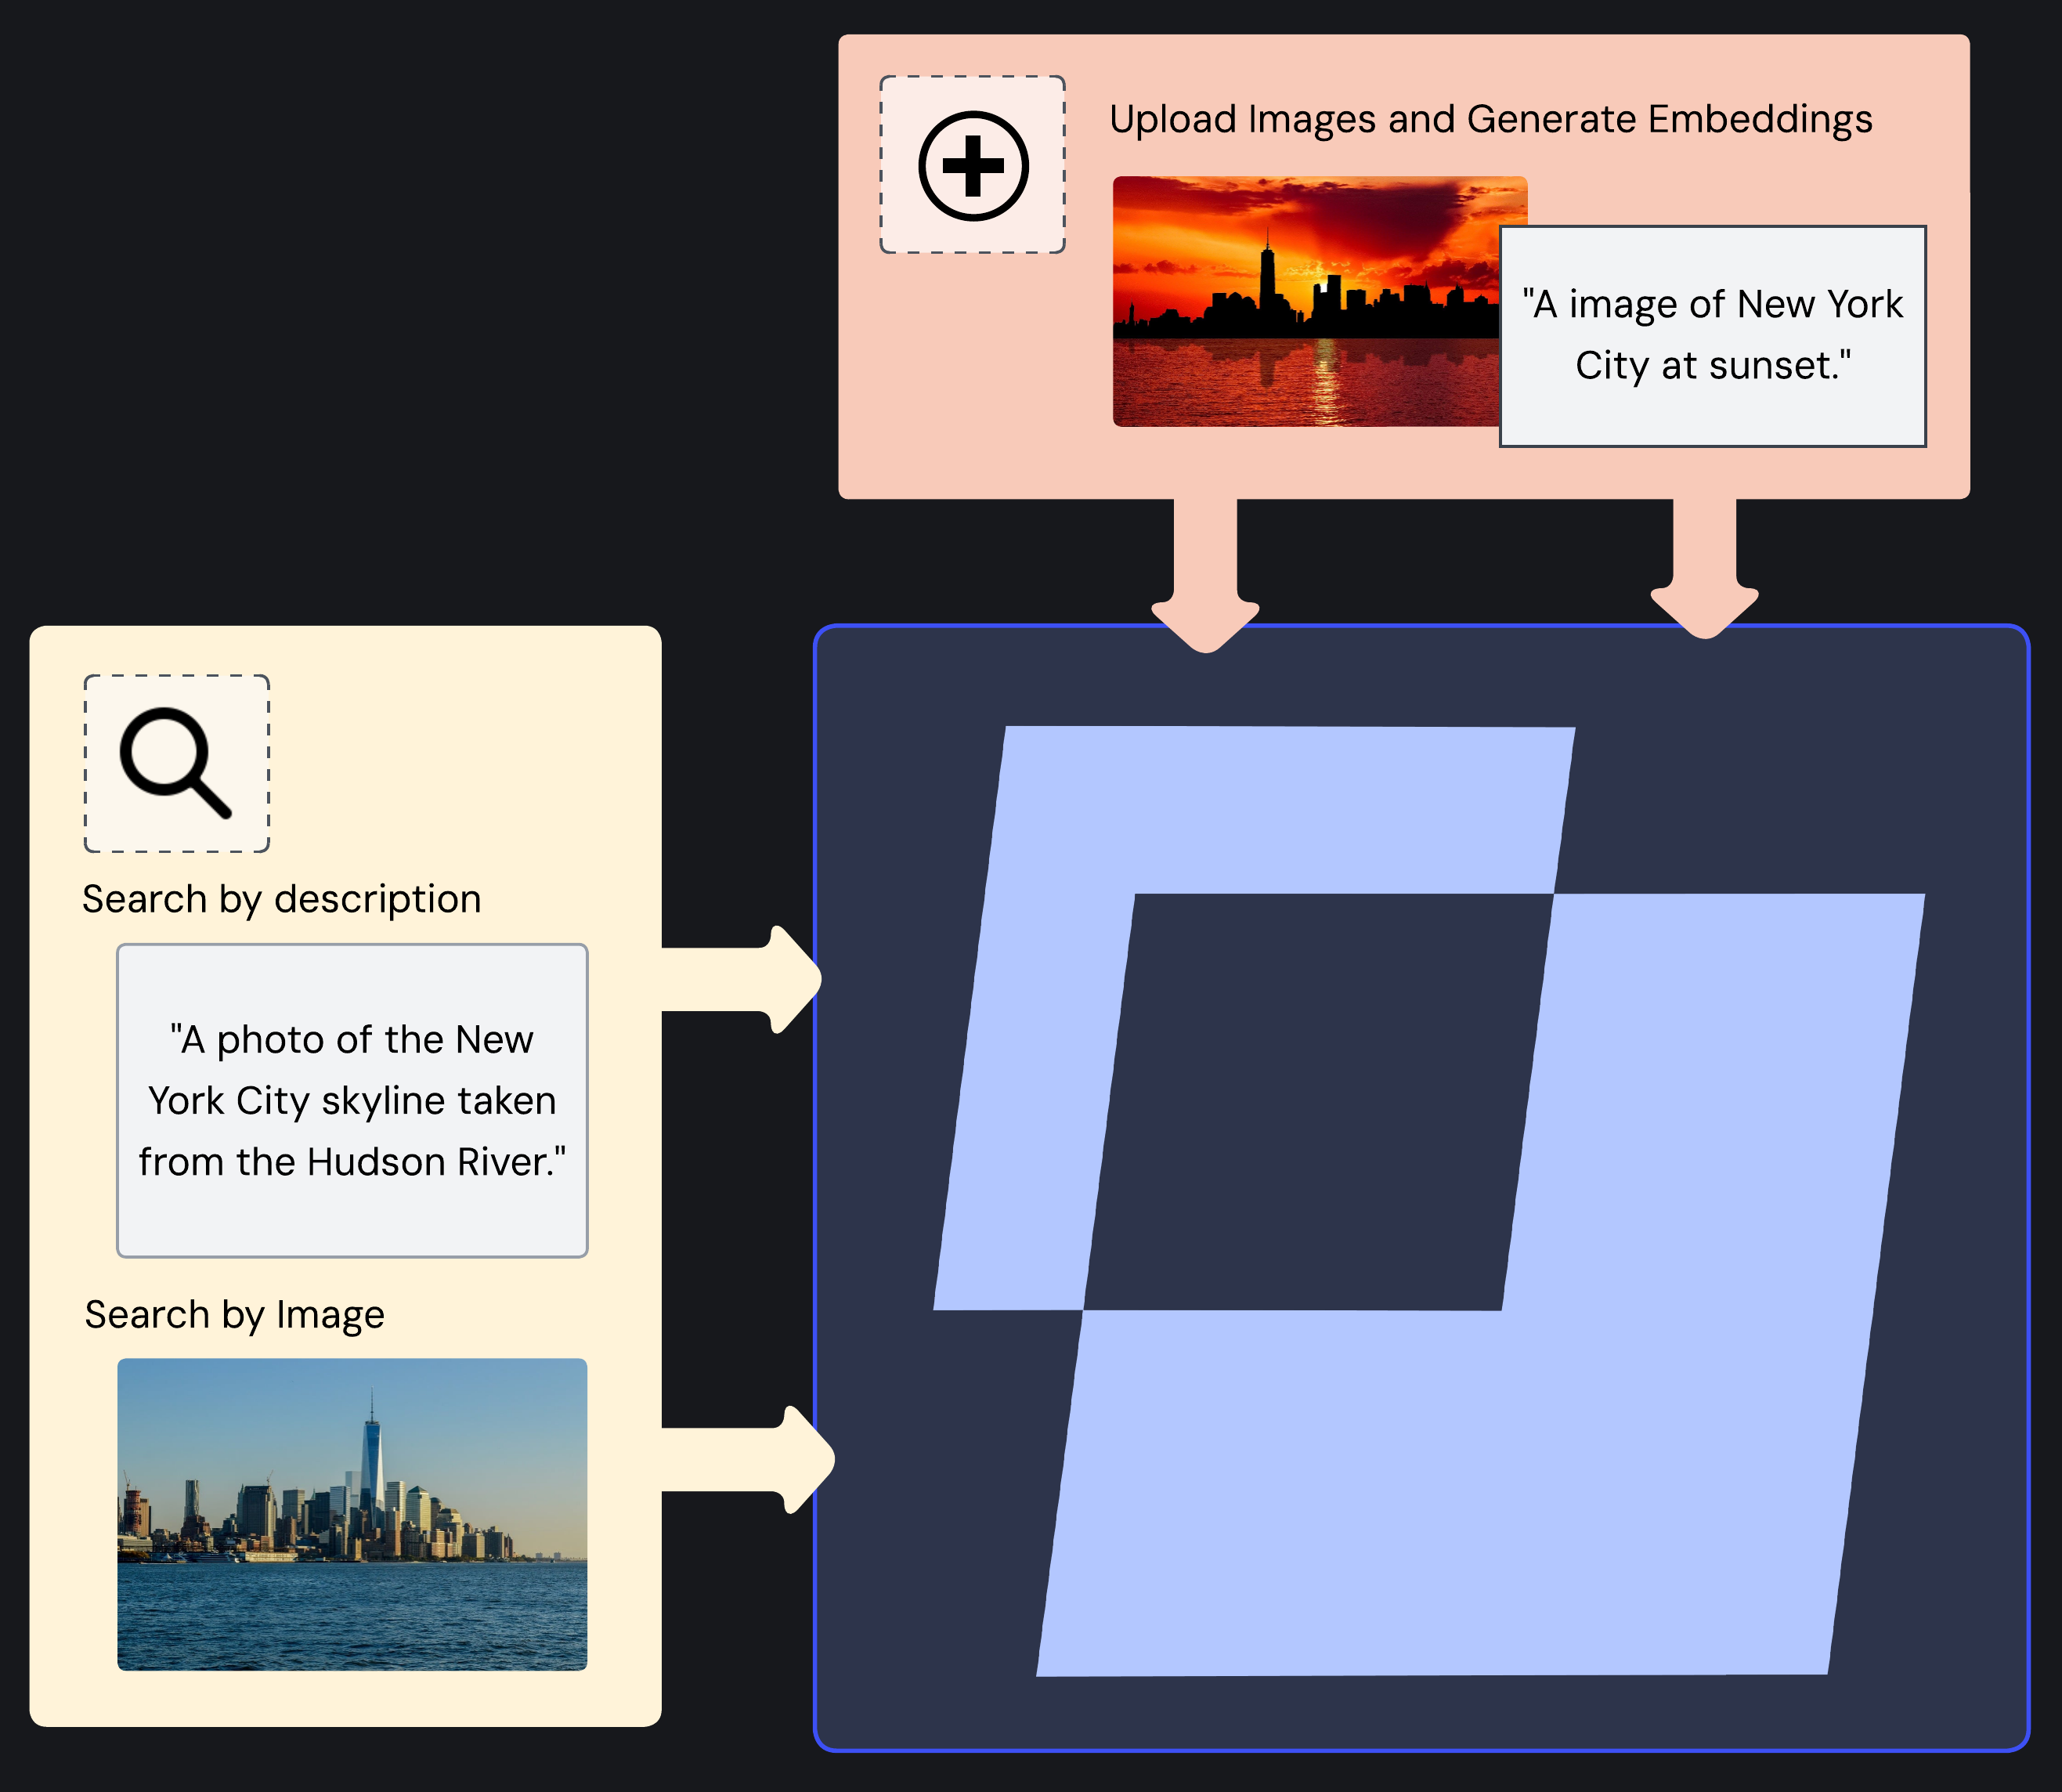 Upload Images and Generate Embeddings
"A image of New York
City at sunset."
Search by description
"A photo of the New
York City skyline taken
from the Hudson River."
Search by Image